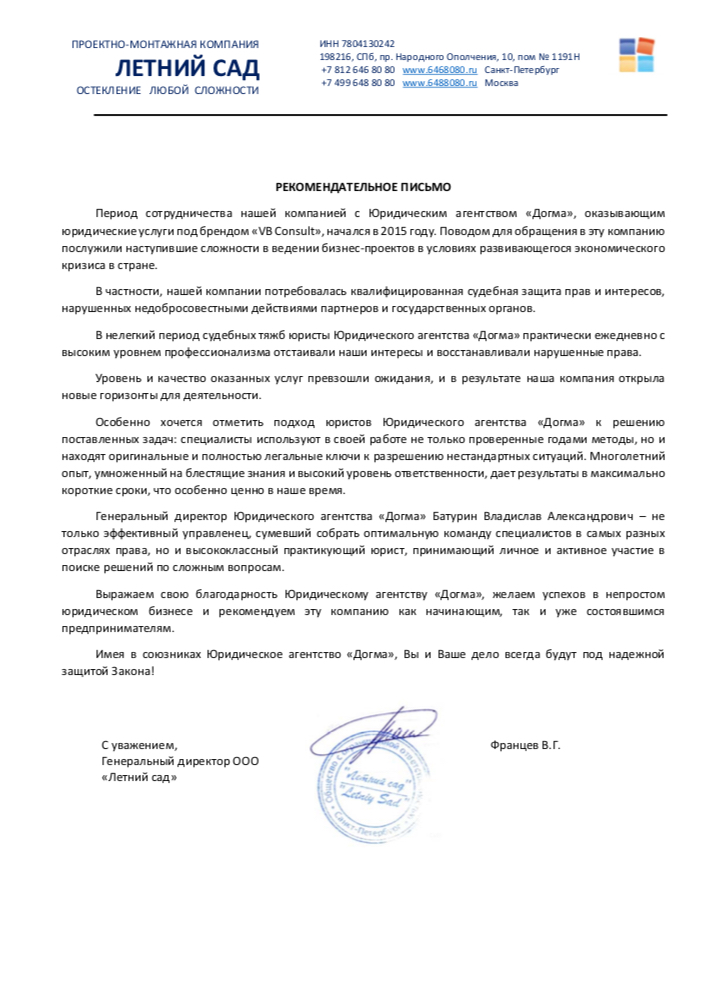 ПРОЕКТНО-МОНТАЖНАЯ КОМПАНИЯ
ЛЕТНИЙ САД
ОСТЕКЛЕНИЕ ЛЮБОЙ СЛОЖНОСТИ
ИНН 7804130242
198216, СПб, пр. Народного Ополчения, 10, пом № 1191Н
+7 812 646 80 80 www.6468080.ru Санкт-Петербург
+7 499 648 80 80 www.6488080.ru Москва
РЕКОМЕНДАТЕЛЬНОЕ ПИСЬМО
Период сотрудничества нашей компанией с Юридическим агентством «Догма», оказывающим
юридические услуги под брендом «VB Consult», начался в 2015 году. Поводом для обращения в эту компанию
послужили наступившие сложности в ведении бизнес-проектов в условиях развивающегося экономического
кризиса в стране.
В частности, нашей компании потребовалась квалифицированная судебная защита прав и интересов,
нарушенных недобросовестными действиями партнеров и государственных органов.
В нелегкий период судебных тяжб юристы Юридического агентства «Догма» практически ежедневно с
высоким уровнем профессионализма отстаивали наши интересы и восстанавливали нарушенные права.
Уровень и качество оказанных услуг превзошли ожидания, и в результате наша компания открыла
новые горизонты для деятельности.
Особенно хочется отметить подход юристов Юридического агентства «Догма» к решению
поставленных задач: специалисты используют в своей работе не только проверенные годами методы, но и
находят оригинальные и полностью легальные ключи к разрешению нестандартных ситуаций. Многолетний
опыт, умноженный на блестящие знания и высокий уровень ответственности, дает результаты в максимально
короткие сроки, что особенно ценно в наше время.
Генеральный директор Юридического агентства «Догма» Батурин Владислав Александрович – не
только эффективный управленец, сумевший собрать оптимальную команду специалистов в самых разных
отраслях права, но и высококлассный практикующий юрист, принимающий личное и активное участие в
поиске решений по сложным вопросам.
Выражаем свою благодарность Юридическому агентству «Догма», желаем успехов в непростом
юридическом бизнесе и рекомендуем эту компанию как начинающим, так и уже состоявшимся
предпринимателям.
Имея в союзниках Юридическое агентство «Догма», Вы и Ваше дело всегда будут под надежной
защитой Закона!
С уважением,
Генеральный директор ООО
«Летний сад»
Францев В.Г.
Общество с
"Летний сад"
"Letniy Sad"
Санкт-Петербург